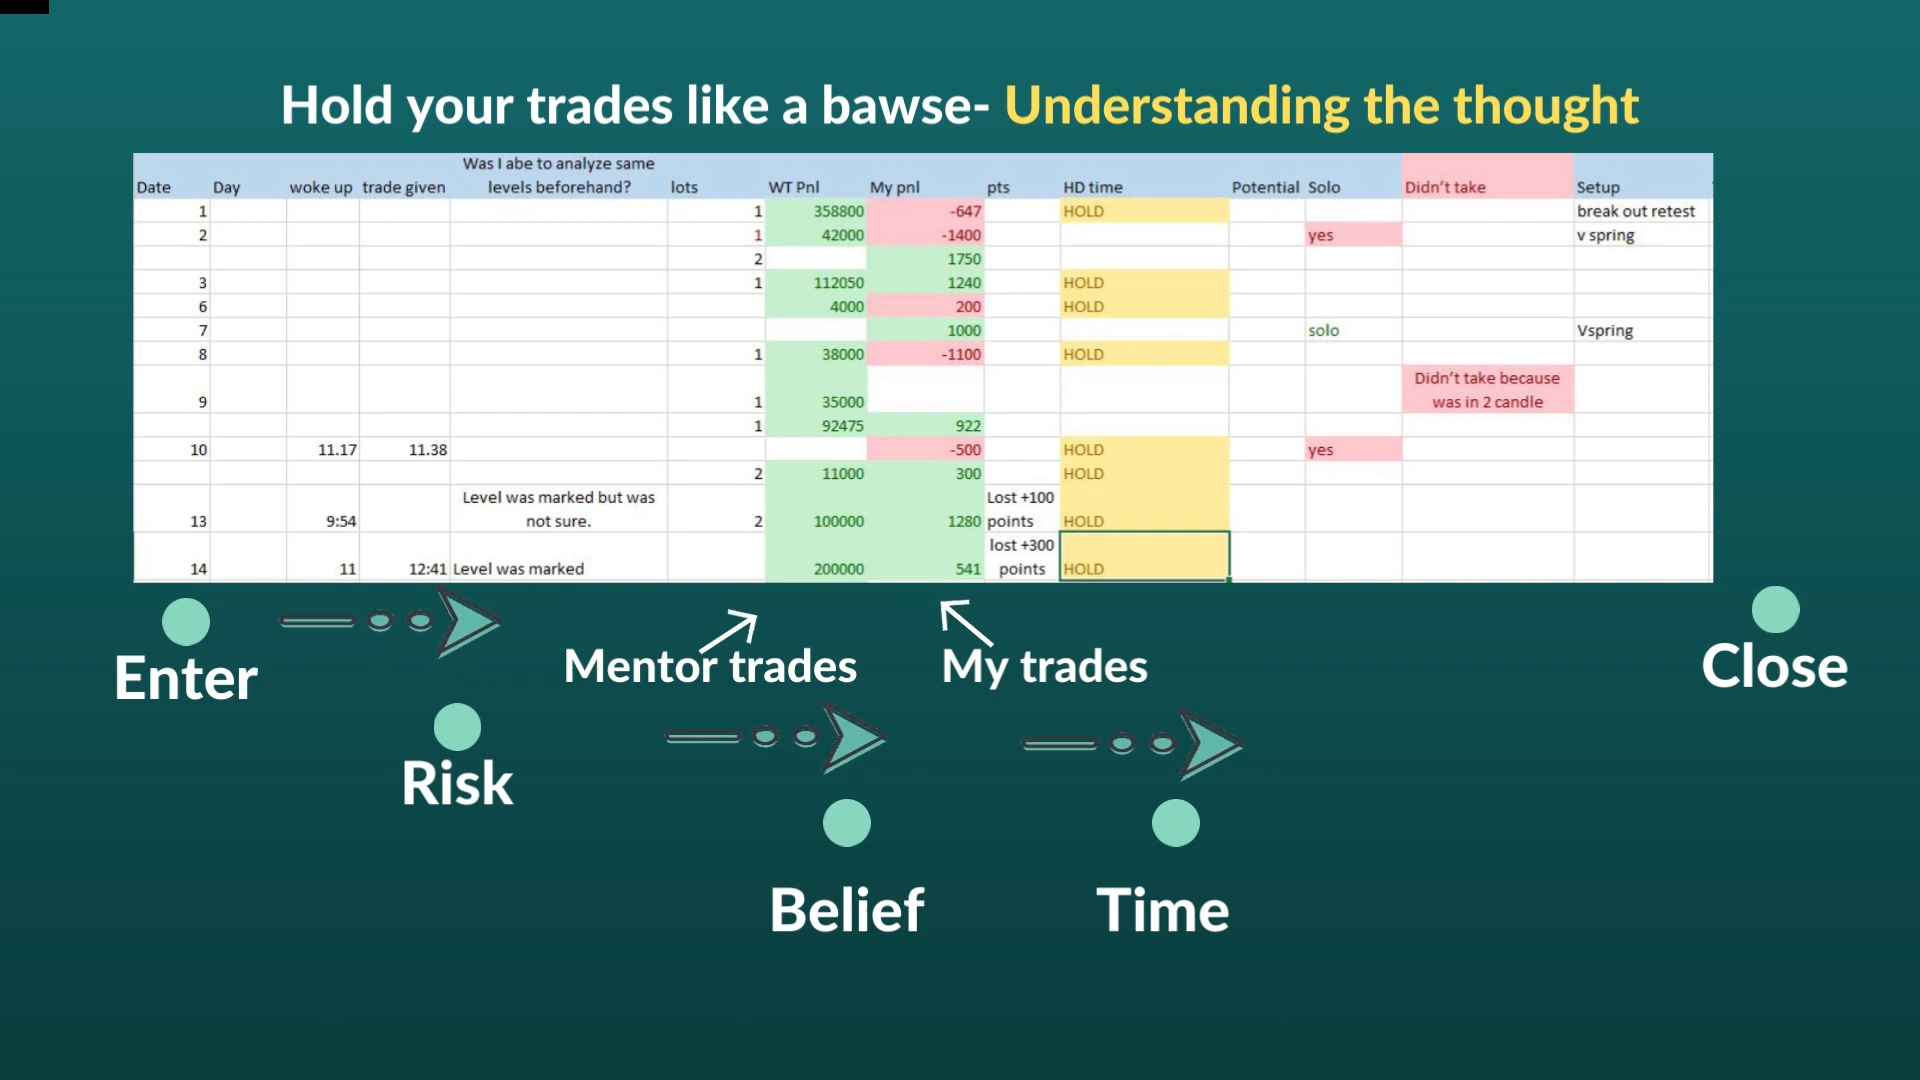 Hold your trades like a bawse- Understanding the thought
Was I abe to analyze same
Date Day woke up trade given levels beforehand? lots WT Pnl My pnl pts HD time Potential Solo Didn't take Setup
1 1 358800 -647 HOLD break out retest
2 1 42000 -1400 yes v spring
2 1750
3 1 112050 1240 HOLD
6 4000 200 HOLD
7 1000 solo Vspring
8 1 38000 -1100 HOLD
Didn't take because
9 1 35000 was in 2 candle
1 92475 922
10 11.17 11.38 -500 HOLD yes
2 11000 300 HOLD
Level was marked but was Lost +100
13 9:54 not sure. 2 100000 1280 points HOLD
lost +300
14 11 12:41 Level was marked 200000 541 points HOLD
Enter
Mentor trades
My trades
Close
Risk
Belief
Time